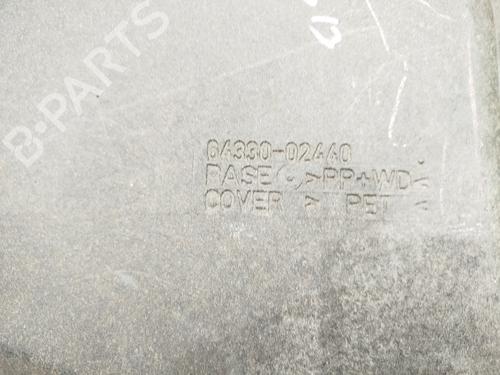 B-PARTS
64330-02440
BASE >PP+WD<
COVER > PET <